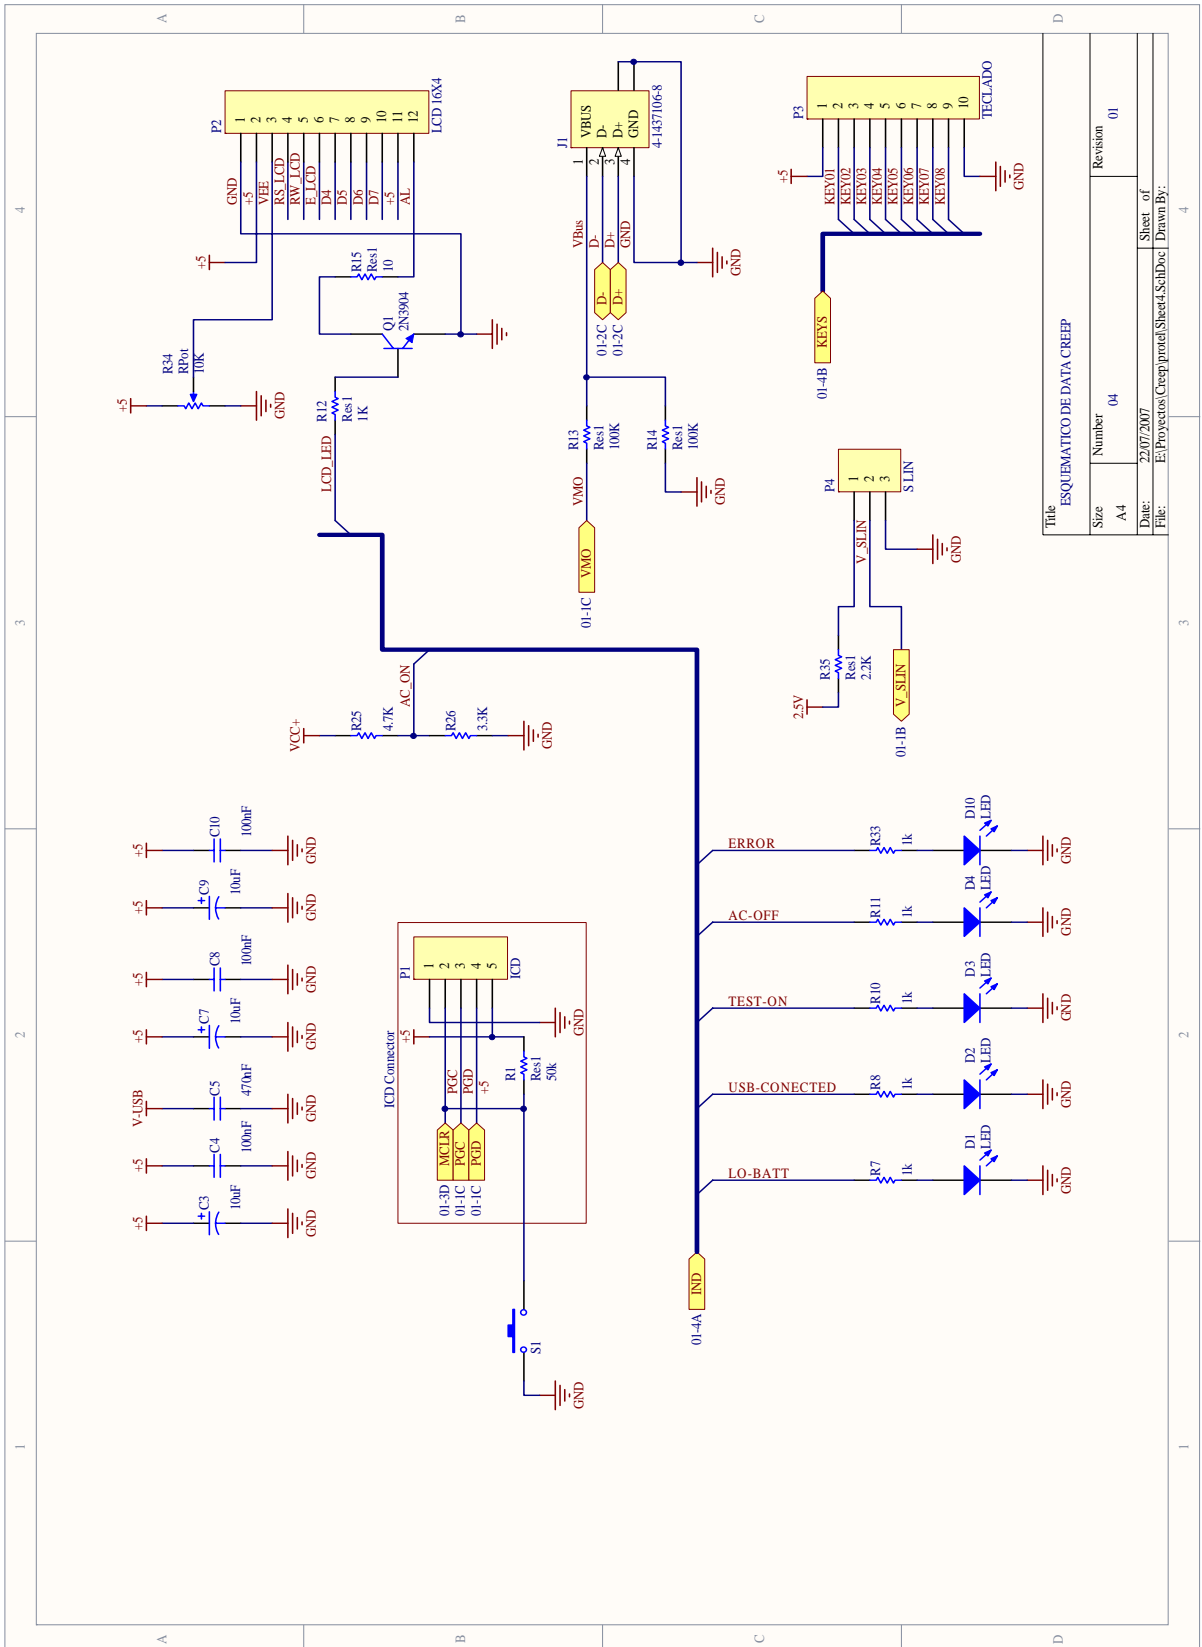 A
B
C
D
1
2
3
4
1
2
3
4
A
B
C
D
+5
C3
10uF
GND
+5
C4
100nF
GND
V-USB
C5
470nF
GND
+5
C7
10uF
GND
+5
C8
100nF
GND
+5
C9
10uF
GND
+5
C10
100nF
GND
+5
R34
RPot
10K
GND
+5
P2
1
2
3
4
5
6
7
8
9
10
11
12
LCD 16X4
GND
+5
VEE
RS_LCD
RW_LCD
E_LCD
D4
D5
D6
D7
+5
AL
R15
Res1
10
Q1
2N3904
LCD_LED
R12
Res1
1K
VCC+
R25
4.7K
AC_ON
R26
3.3K
GND
ICD Connector
P1
1
2
3
4
5
ICD
+5
PGC
PGD
+5
MCLR
PGC
PGD
01-3D
01-1C
01-1C
R1
Res1
50k
GND
S1
GND
J1
VBUS
D-
D+
GND
1
2
3
4
4-1437106-8
VBus
D-
D+
GND
D-
D+
01-2C
01-2C
GND
VMO
01-1C
VMO
R13
Res1
100K
R14
Res1
100K
GND
IND
01-4A
LO-BATT
R7
1k
D1
LED
GND
USB-CONECTED
R8
1k
D2
LED
GND
TEST-ON
R10
1k
D3
LED
GND
AC-OFF
R11
1k
D4
LED
GND
ERROR
R33
1k
D10
LED
GND
2.5V
R35
Res1
2.2K
V_SLIN
01-1B
V_SLIN
P4
1
2
3
S LIN
GND
KEYS
01-4B
P3
1
2
3
4
5
6
7
8
9
10
TECLADO
+5
KEY01
KEY02
KEY03
KEY04
KEY05
KEY06
KEY07
KEY08
GND
Title
ESQUEMATICO DE DATA CREEP
Size
A4
Number
04
Revision
01
Date: 22/07/2007 Sheet of
File: E:\Proyectos\Creep\protel\Sheet4.SchDoc Drawn By: